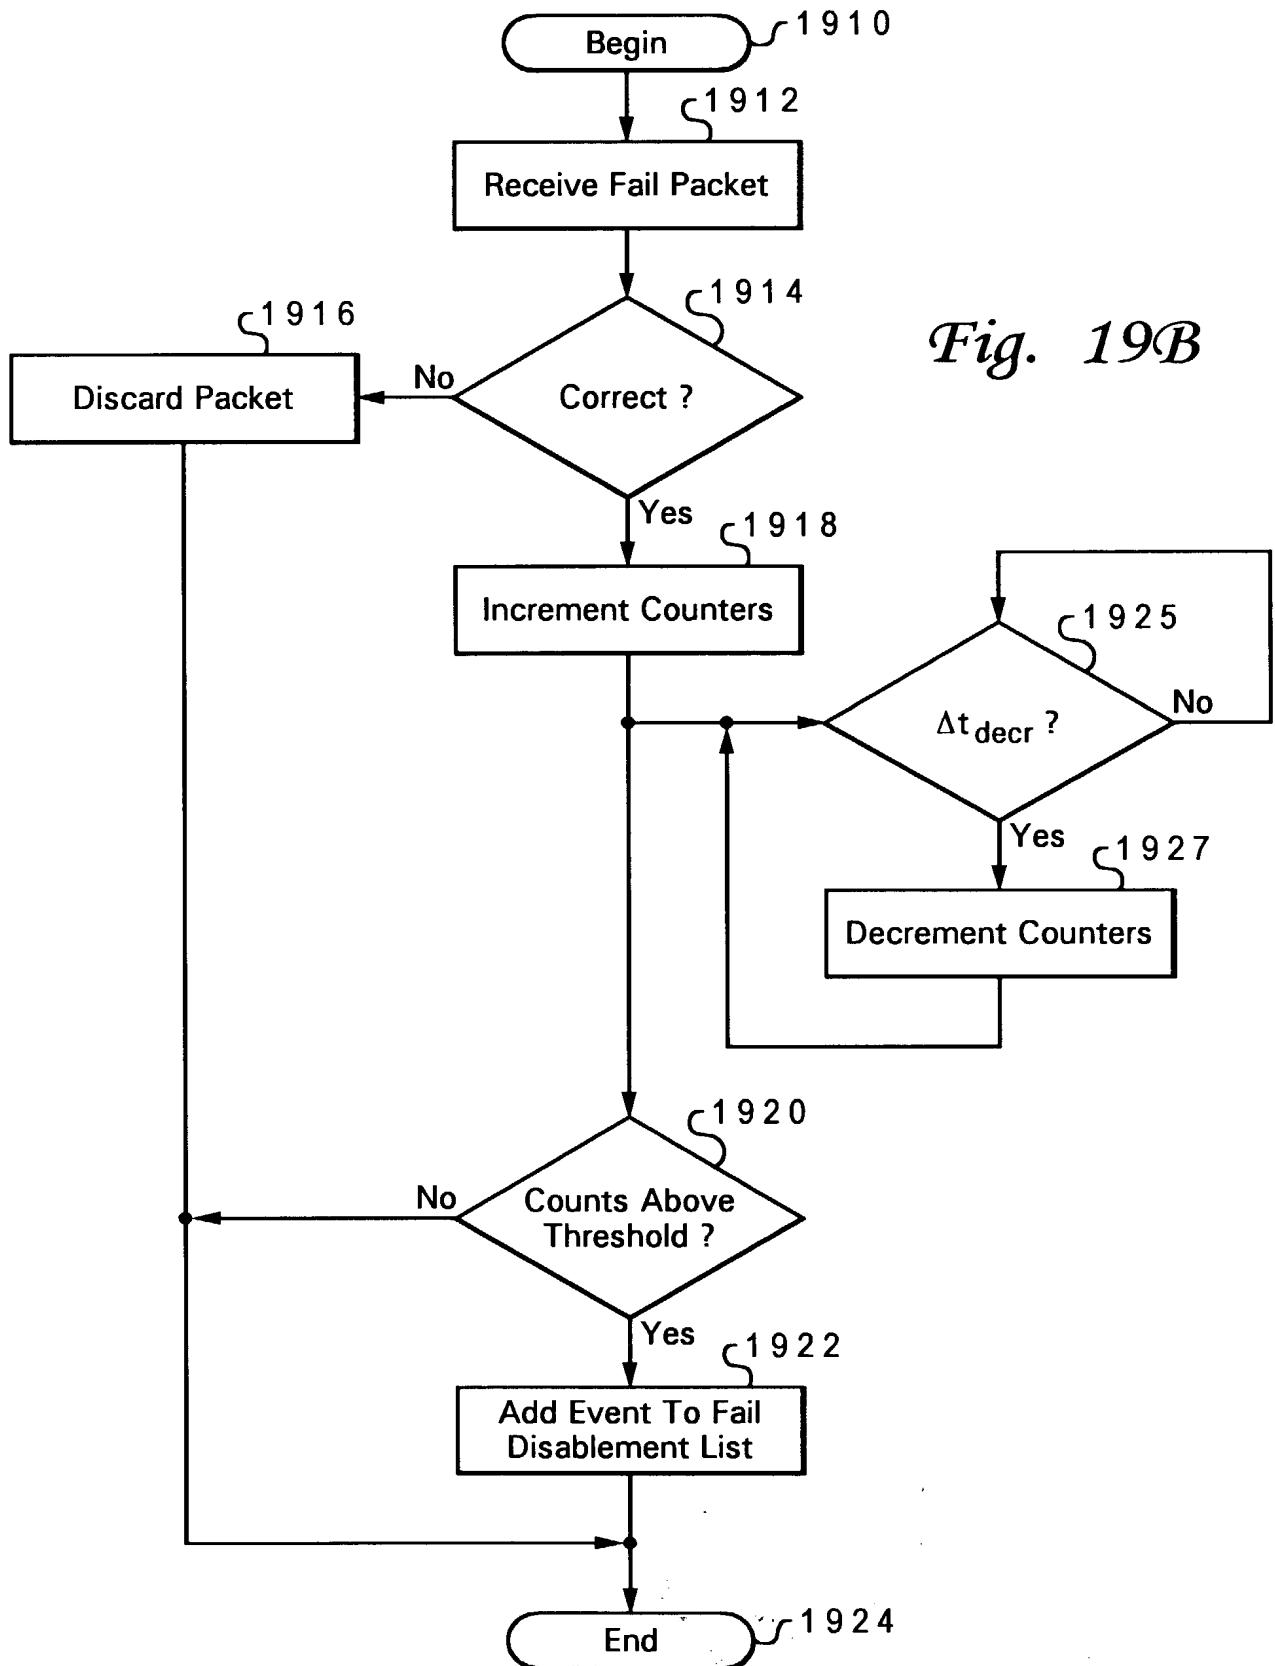 Begin
1910
1912
Receive Fail Packet
1914
Correct ?
Fig. 19B
1916
Discard Packet
No
Yes
1918
Increment Counters
1925
Δt decr ?
No
Yes
1927
Decrement Counters
1920
Counts Above
Threshold ?
No
Yes
1922
Add Event To Fail
Disablement List
End
1924